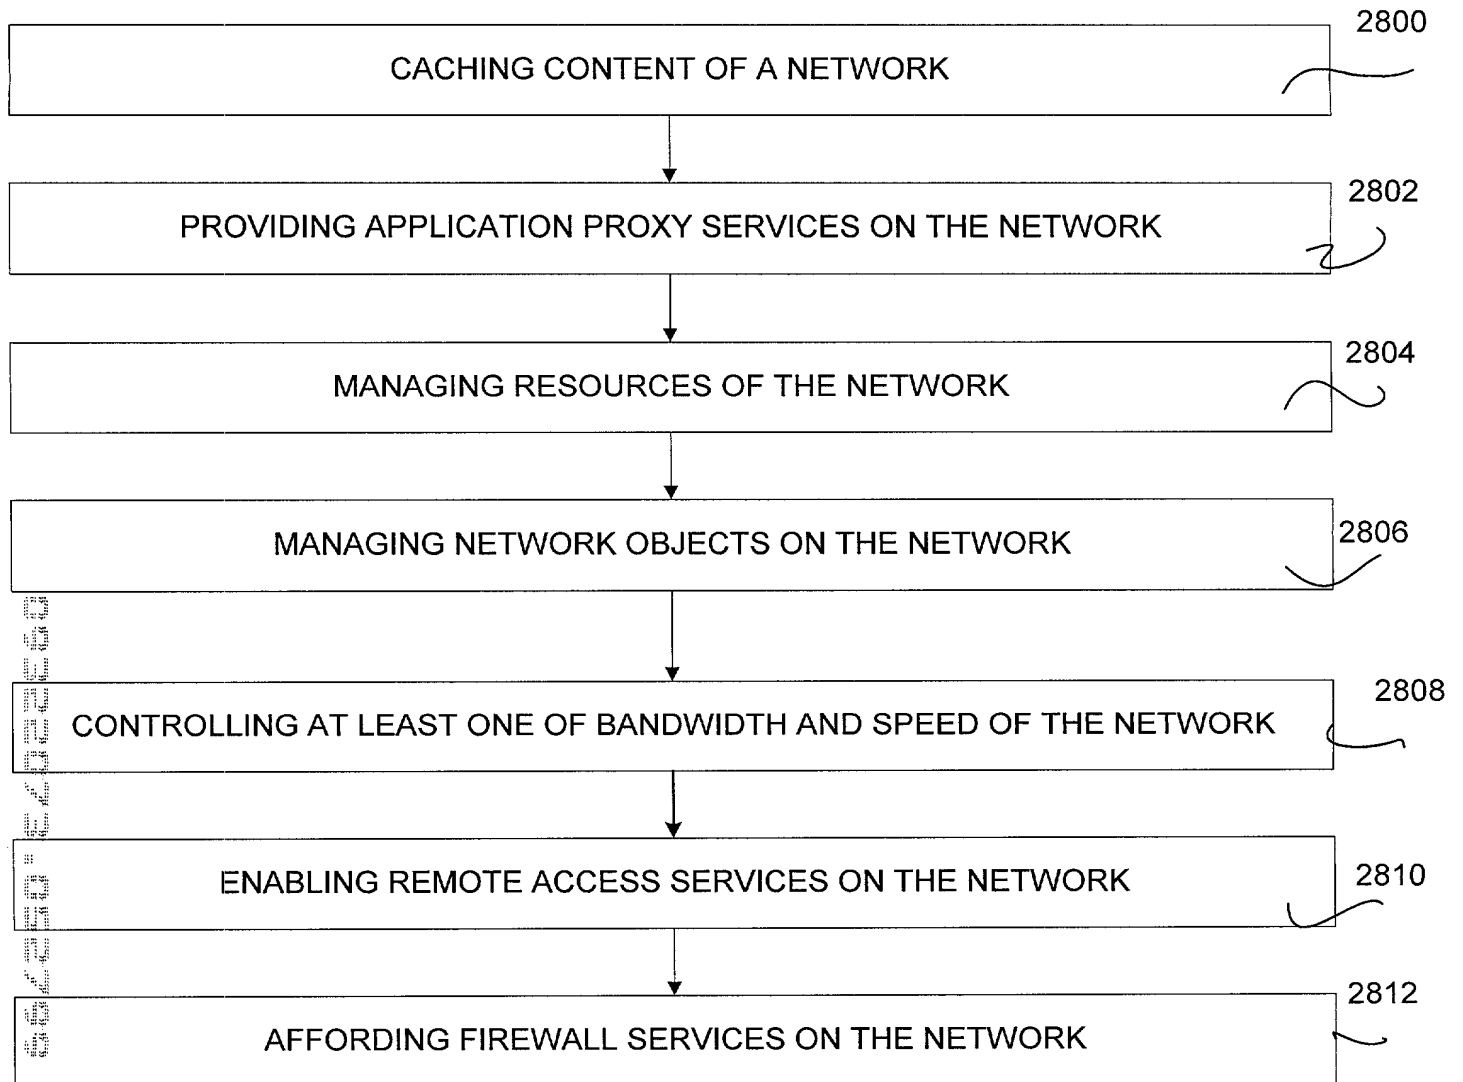 2800
CACHING CONTENT OF A NETWORK
2802
PROVIDING APPLICATION PROXY SERVICES ON THE NETWORK
2804
MANAGING RESOURCES OF THE NETWORK
2806
MANAGING NETWORK OBJECTS ON THE NETWORK
2808
CONTROLLING AT LEAST ONE OF BANDWIDTH AND SPEED OF THE NETWORK
2810
ENABLING REMOTE ACCESS SERVICES ON THE NETWORK
2812
AFFORDING FIREWALL SERVICES ON THE NETWORK